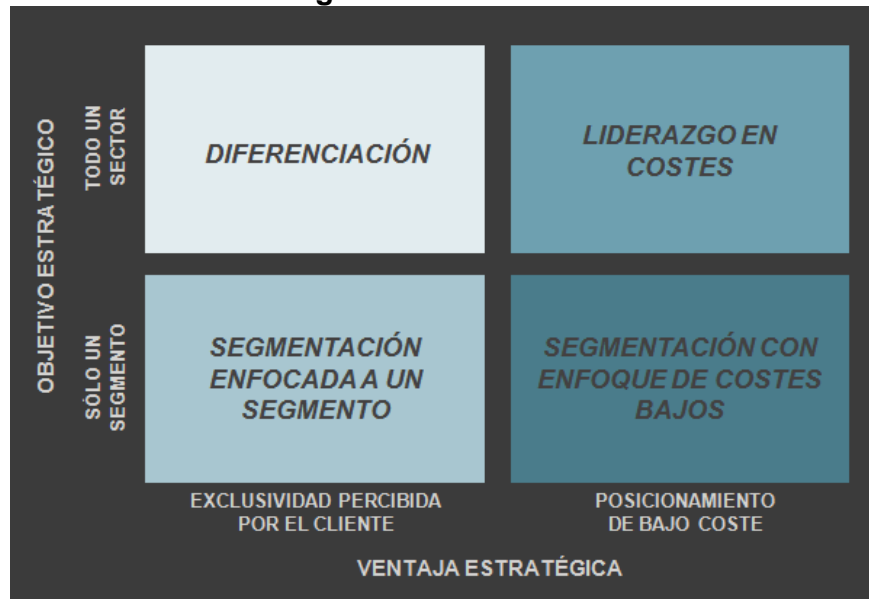 OBJETIVO ESTRATÉGICO
TODO UN
SECTOR
DIFERENCIACIÓN
LIDERAZGO EN
COSTES
SÓLO UN
SEGMENTO
SEGMENTACIÓN
ENFOCADA A UN
SEGMENTO
SEGMENTACIÓN CON
ENFOQUE DE COSTES
BAJOS
EXCLUSIVIDAD PERCIBIDA
POR EL CLIENTE
POSICIONAMIENTO
DE BAJO COSTE
VENTAJA ESTRATÉGICA